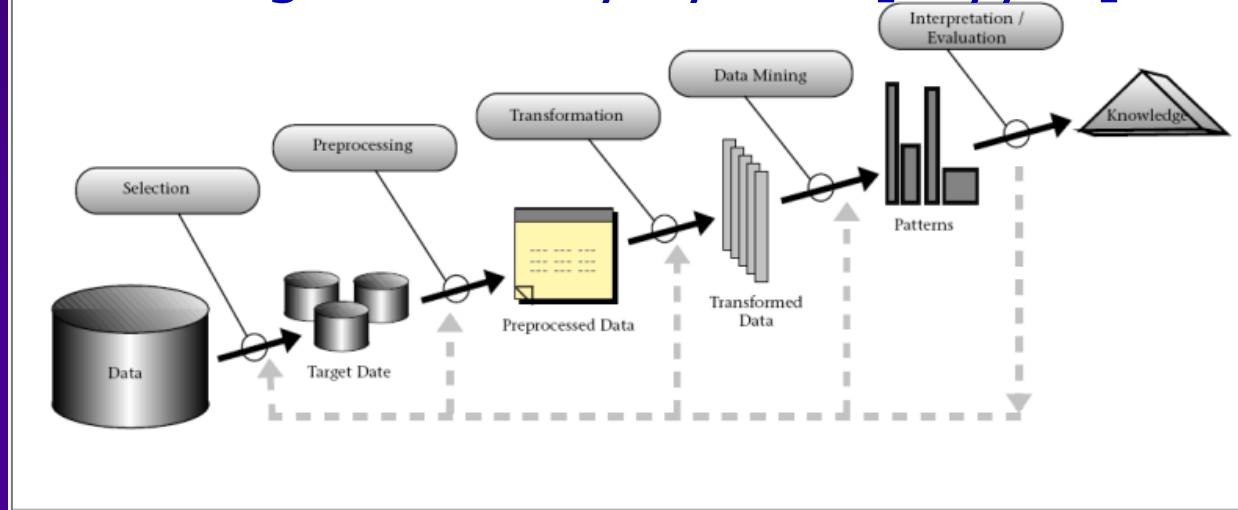 Interpretation /
Evaluation
Data Mining
Transformation
Preprocessing
Selection
Knowledge
Patterns
Transformed
Data
Preprocessed Data
Target Date
Data